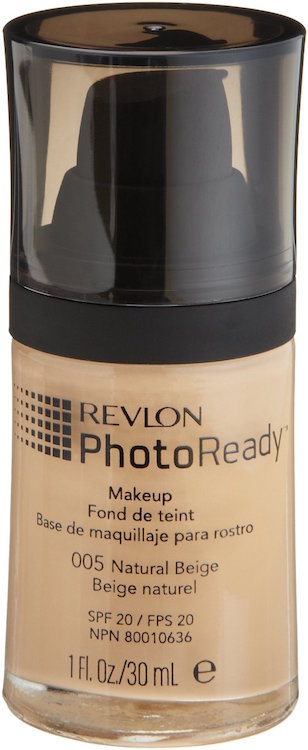 REVLON
PhotoReady™
Makeup
Fond de teint
Base de maquillaje para rostro
005 Natural Beige
Beige naturel
SPF 20 / FPS 20
NPN 80010636
1 Fl. Oz./30 mL ℮